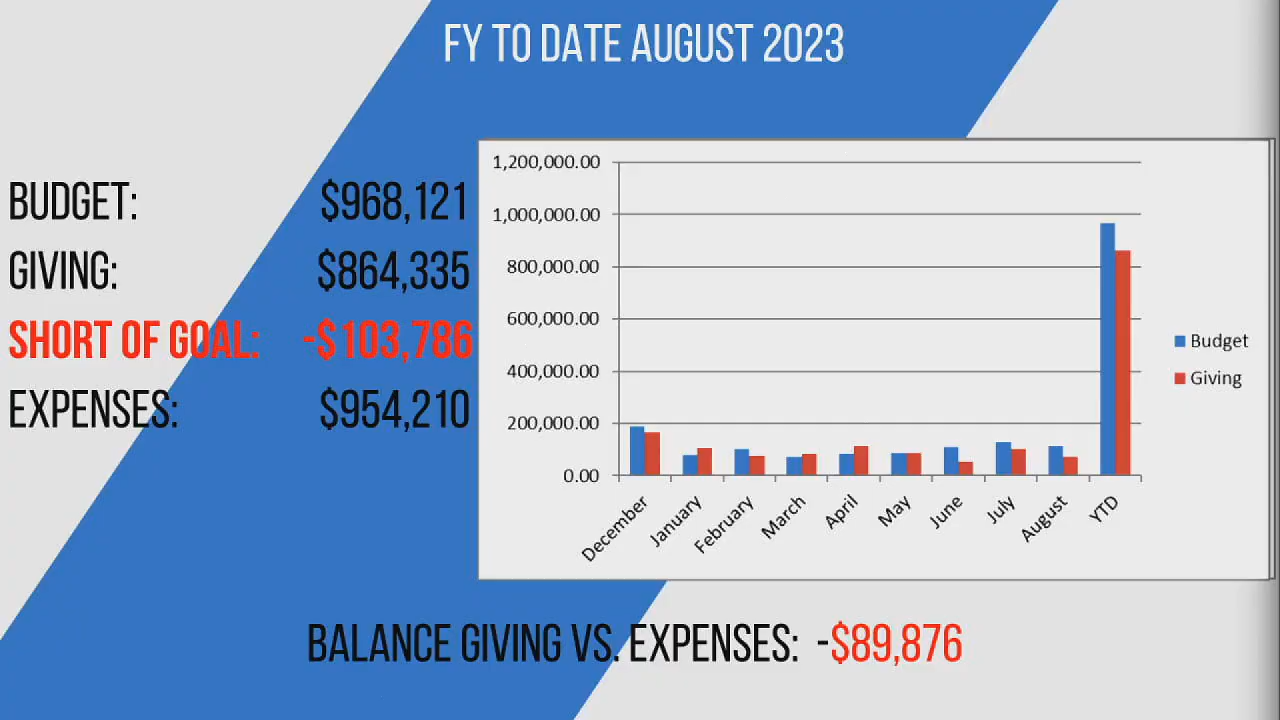 FY TO DATE AUGUST 2023
BUDGET: $968,121
GIVING: $864,335
SHORT OF GOAL: -$103,786
EXPENSES: $954,210
1,200,000.00
1,000,000.00
800,000.00
600,000.00
400,000.00
200,000.00
0.00
December
January
February
March
April
May
June
July
August
YTD
Budget
Giving
BALANCE GIVING VS. EXPENSES: -$89,876